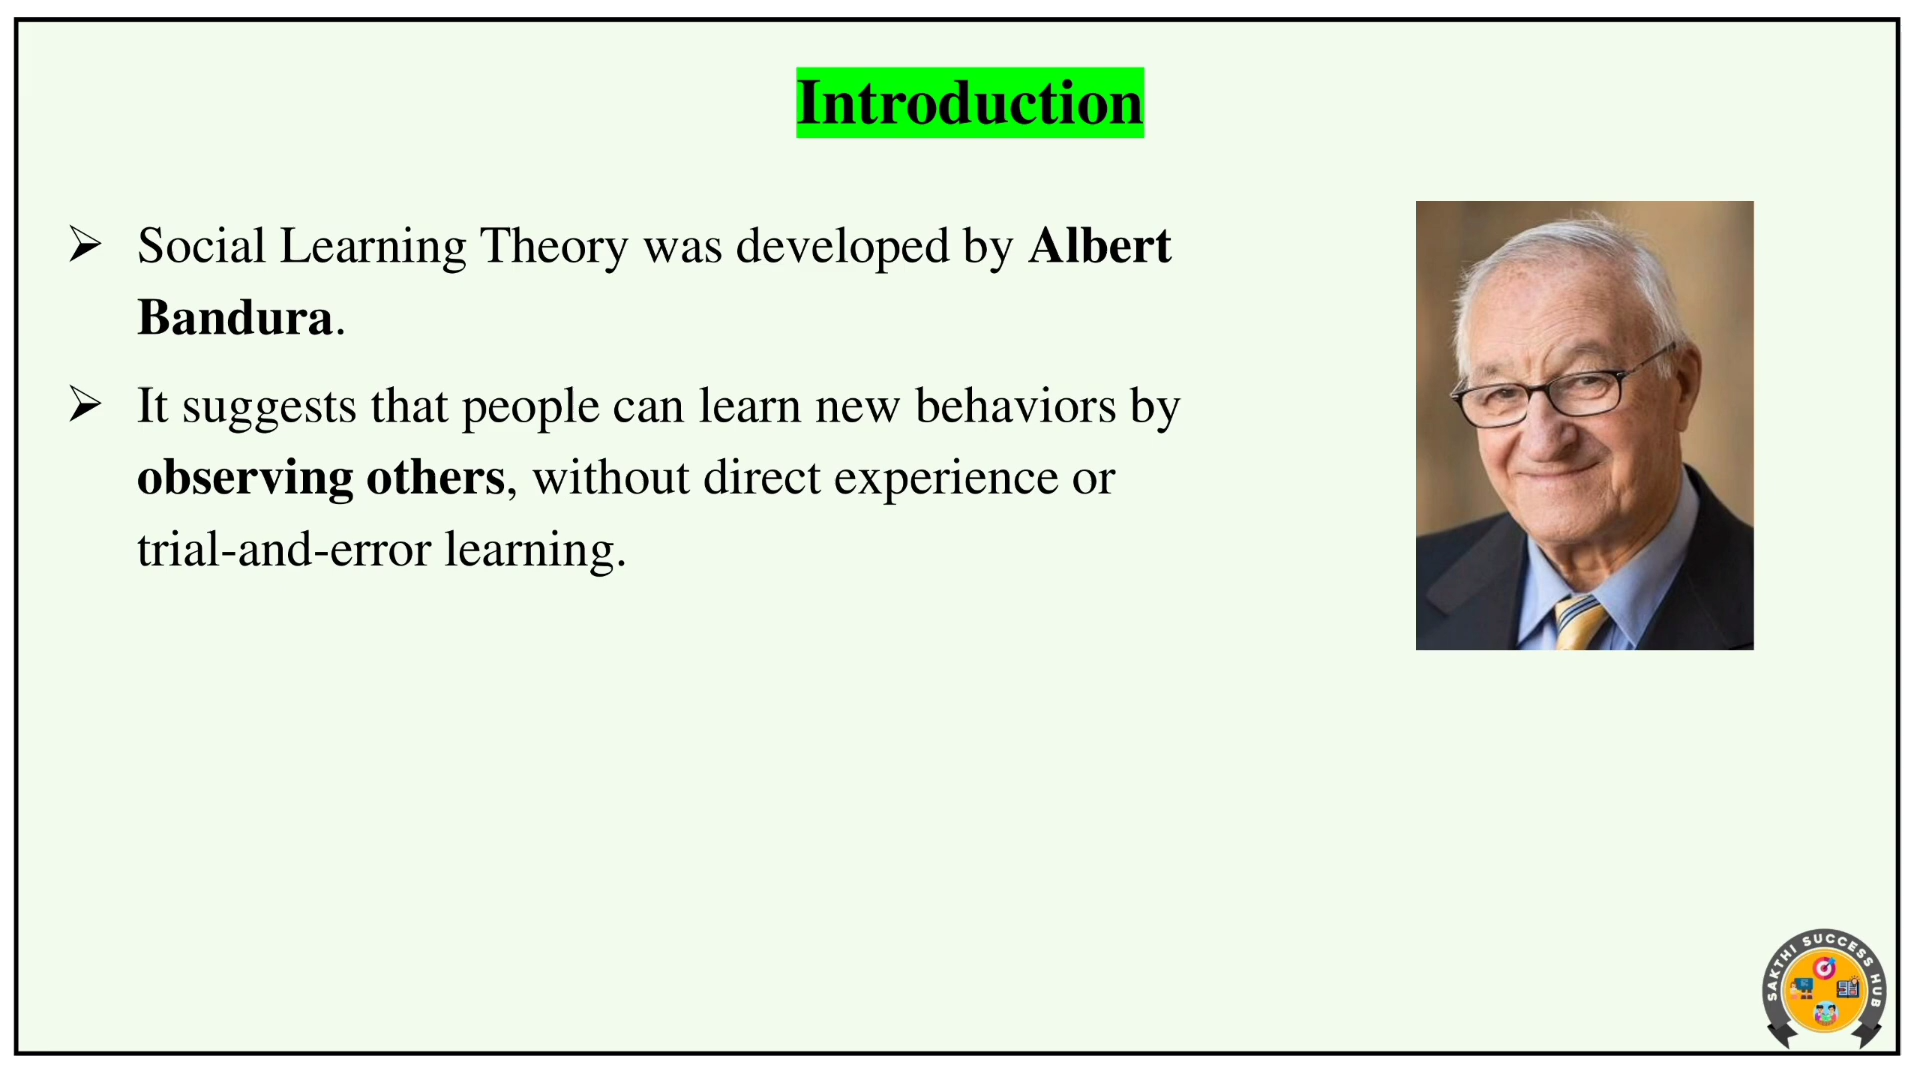 Introduction
➢ Social Learning Theory was developed by Albert
Bandura.
➢ It suggests that people can learn new behaviors by
observing others, without direct experience or
trial-and-error learning.
SAKTHI SUCCESS HUB